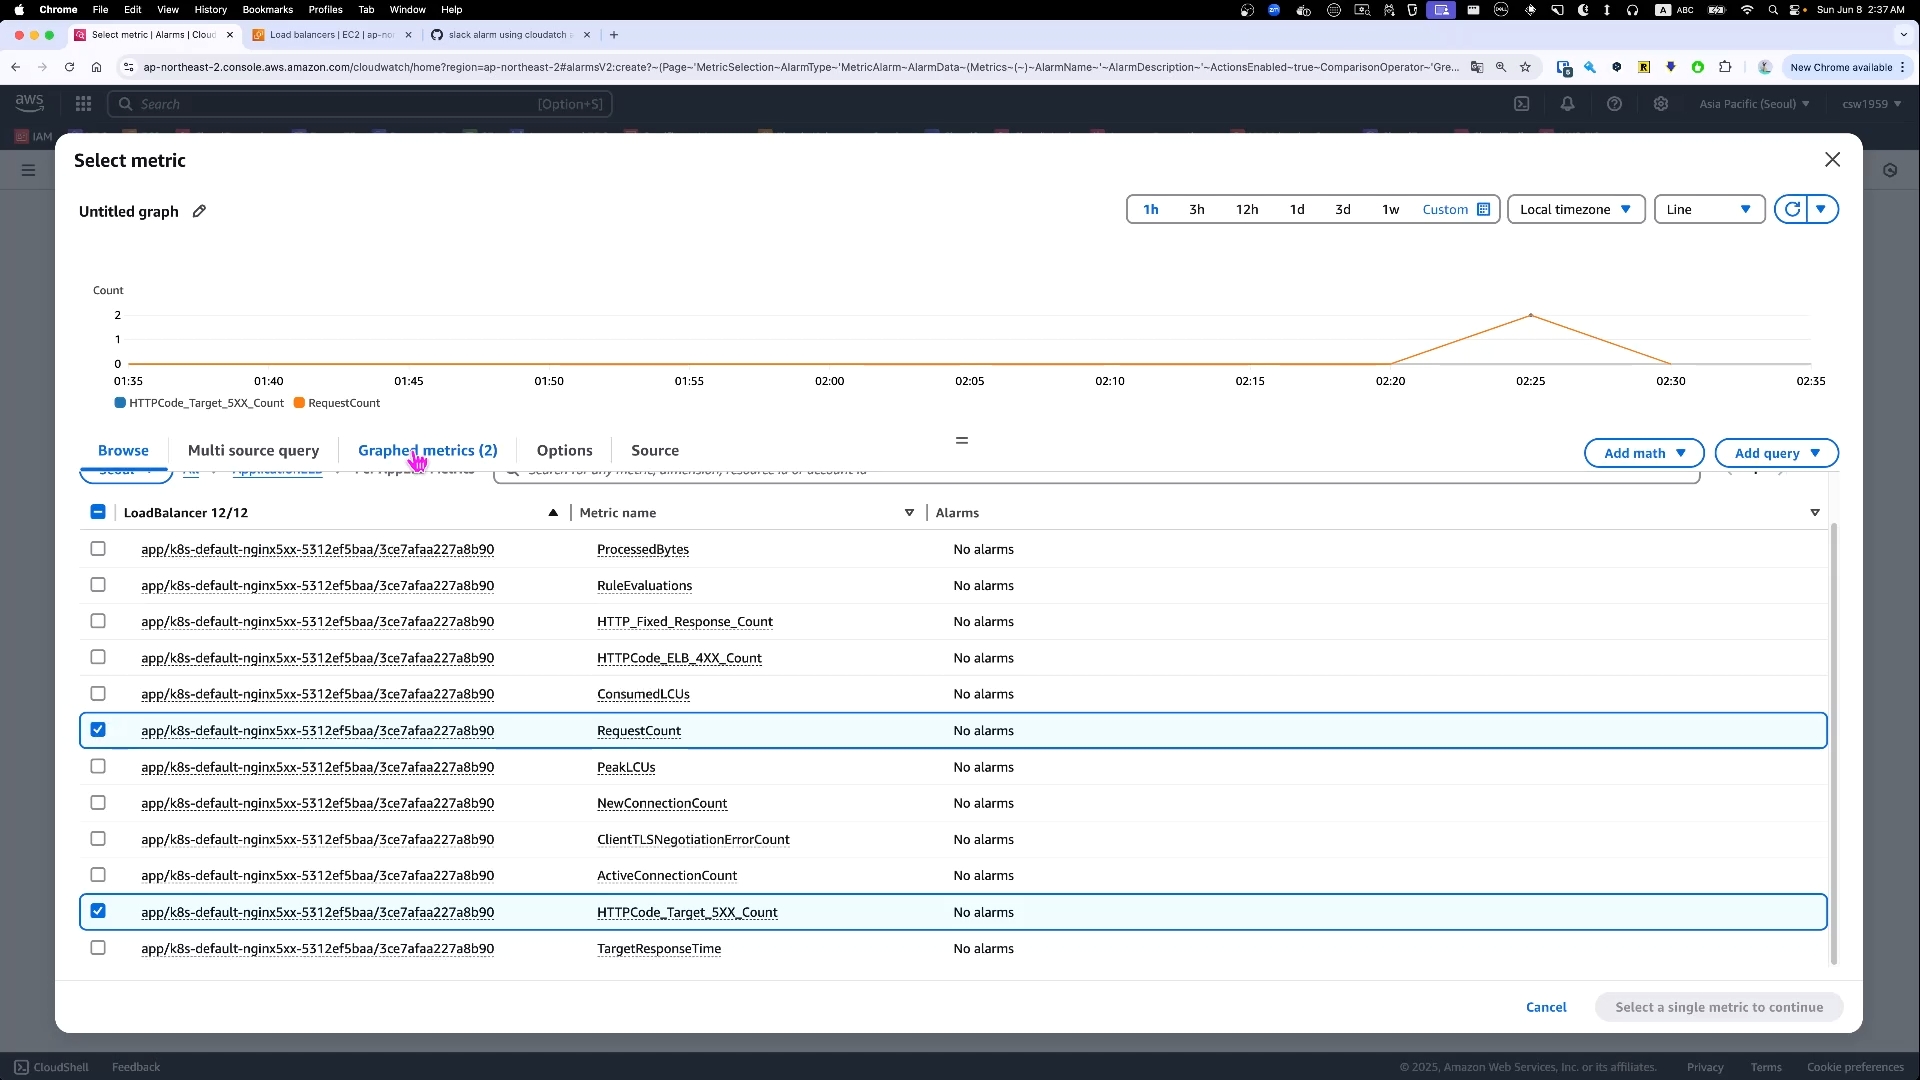 Chrome File Edit View History Bookmarks Profiles Tab Window Help
A ABC Sun Jun 8 2:37 AM
Select metric | Alarms | Cloud
Load balancers | EC2 | ap-nor
slack alarm using cloudatch
ap-northeast-2.console.aws.amazon.com/cloudwatch/home?region=ap-northeast-2#alarmsV2:create?~(Page~'MetricSelection~AlarmType~'MetricAlarm~AlarmData~(Metrics~(~)~AlarmName~'~AlarmDescription~'~ActionsEnabled~true~ComparisonOperator~'Gre...
New Chrome available
aws Search [Option+S] Asia Pacific (Seoul) csw1959
IAM
Select metric
Untitled graph
1h 3h 12h 1d 3d 1w Custom Local timezone Line
Count
2
1
0
01:35 01:40 01:45 01:50 01:55 02:00 02:05 02:10 02:15 02:20 02:25 02:30 02:35
HTTPCode_Target_5XX_Count RequestCount
Browse Multi source query Graphed metrics (2) Options Source
Add math Add query
LoadBalancer 12/12 Metric name Alarms
app/k8s-default-nginx5xx-5312ef5baa/3ce7afaa227a8b90 ProcessedBytes No alarms
app/k8s-default-nginx5xx-5312ef5baa/3ce7afaa227a8b90 RuleEvaluations No alarms
app/k8s-default-nginx5xx-5312ef5baa/3ce7afaa227a8b90 HTTP_Fixed_Response_Count No alarms
app/k8s-default-nginx5xx-5312ef5baa/3ce7afaa227a8b90 HTTPCode_ELB_4XX_Count No alarms
app/k8s-default-nginx5xx-5312ef5baa/3ce7afaa227a8b90 ConsumedLCUs No alarms
app/k8s-default-nginx5xx-5312ef5baa/3ce7afaa227a8b90 RequestCount No alarms
app/k8s-default-nginx5xx-5312ef5baa/3ce7afaa227a8b90 PeakLCUs No alarms
app/k8s-default-nginx5xx-5312ef5baa/3ce7afaa227a8b90 NewConnectionCount No alarms
app/k8s-default-nginx5xx-5312ef5baa/3ce7afaa227a8b90 ClientTLSNegotiationErrorCount No alarms
app/k8s-default-nginx5xx-5312ef5baa/3ce7afaa227a8b90 ActiveConnectionCount No alarms
app/k8s-default-nginx5xx-5312ef5baa/3ce7afaa227a8b90 HTTPCode_Target_5XX_Count No alarms
app/k8s-default-nginx5xx-5312ef5baa/3ce7afaa227a8b90 TargetResponseTime No alarms
Cancel Select a single metric to continue
CloudShell Feedback © 2025, Amazon Web Services, Inc. or its affiliates. Privacy Terms Cookie preferences